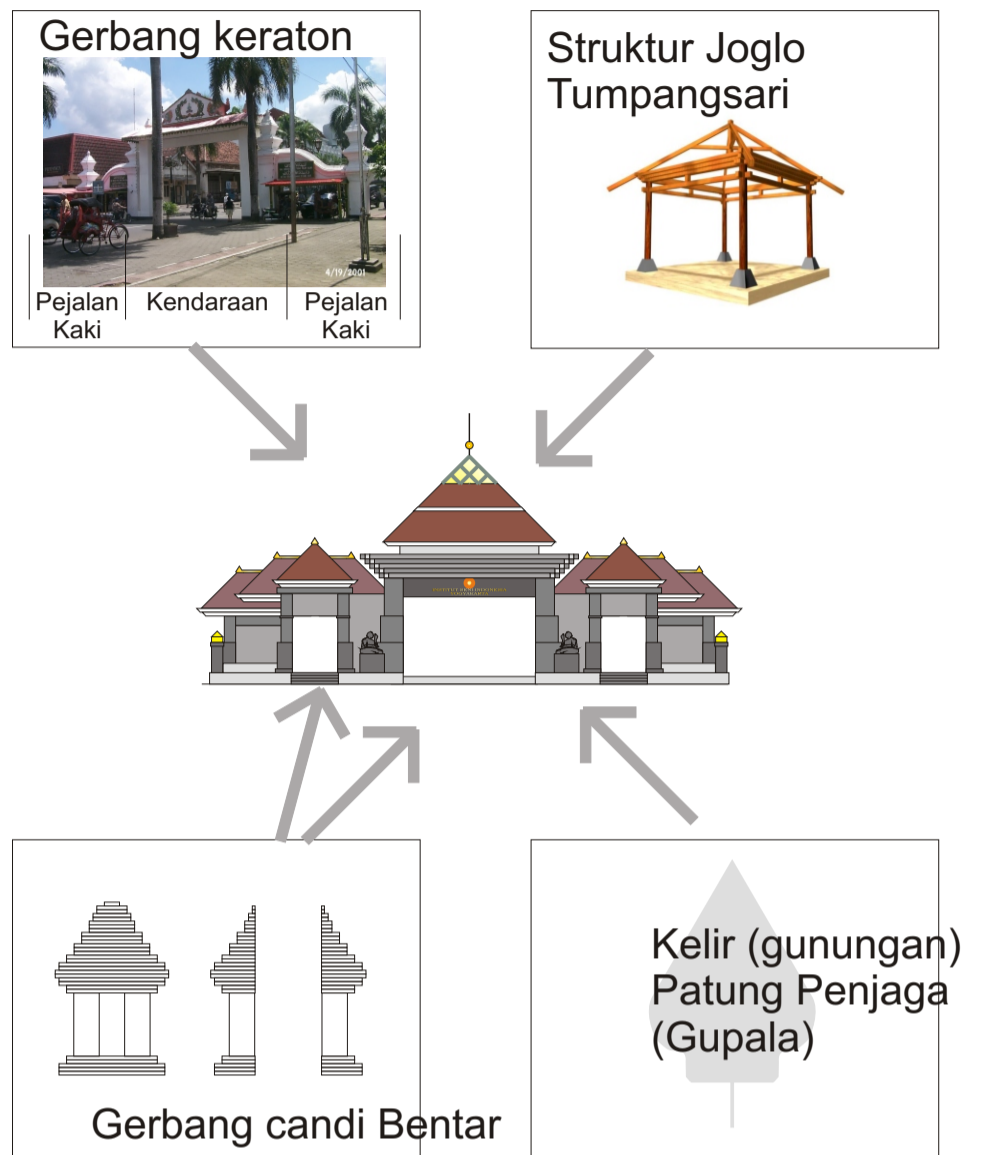 Gerbang keraton
4/19/2001
Pejalan
Kaki
Kendaraan
Pejalan
Kaki
Struktur Joglo
Tumpangsari
Gerbang candi Bentar
Kelir (gunungan)
Patung Penjaga
(Gupala)